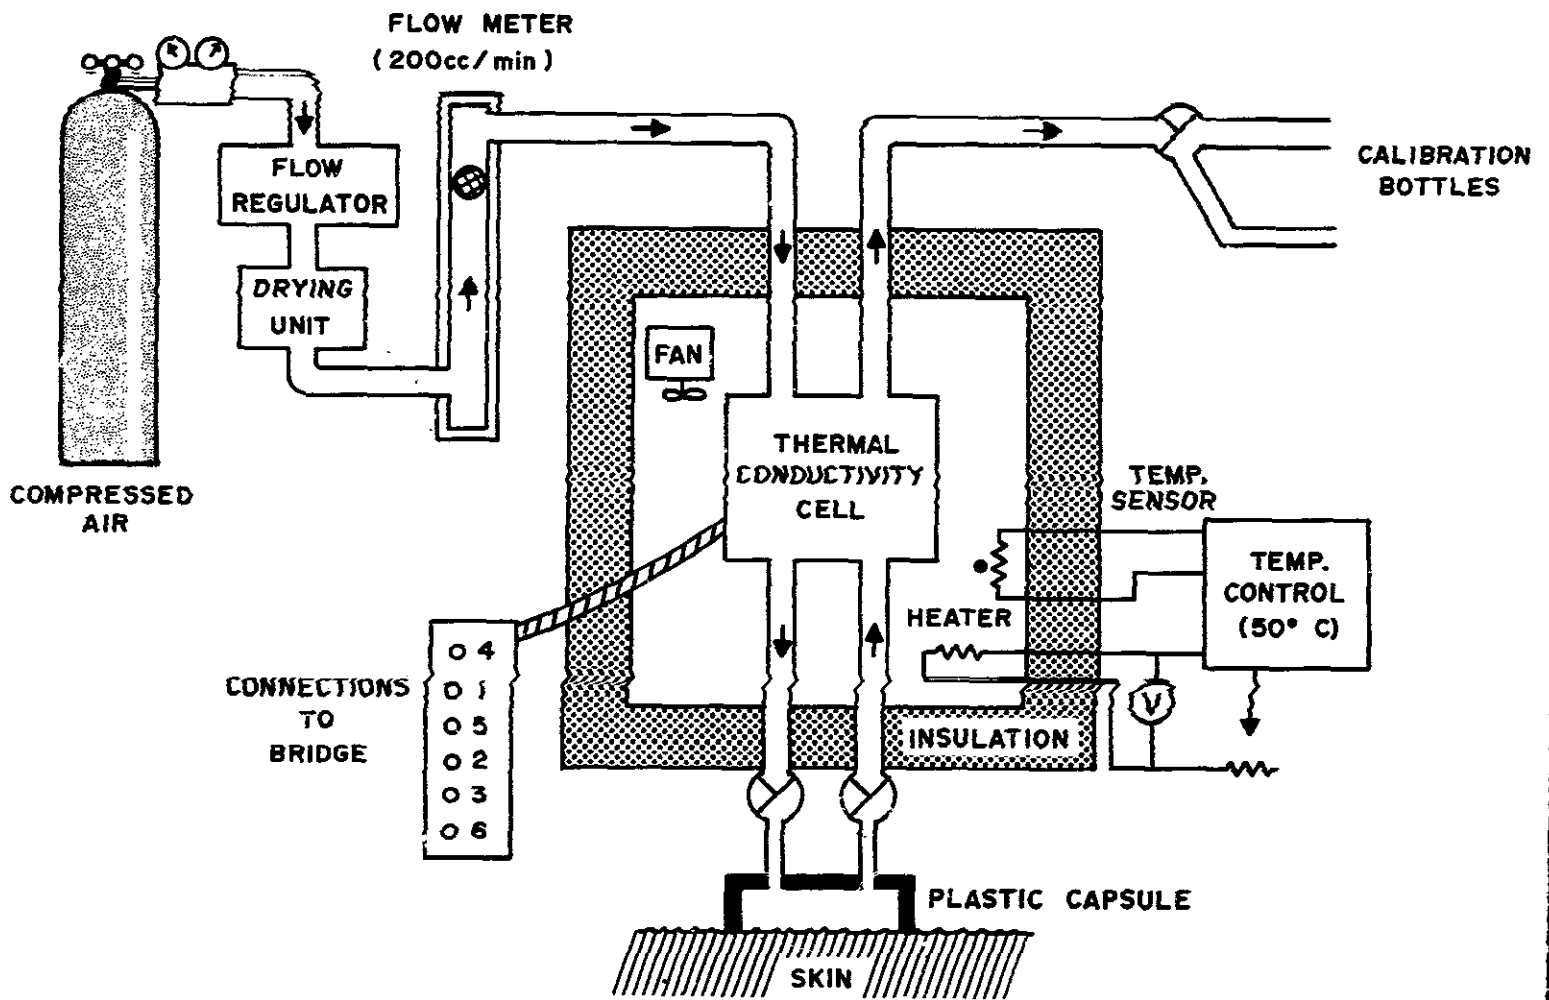 FLOW METER
(200cc/min)
FLOW
REGULATOR
DRYING
UNIT
COMPRESSED
AIR
CALIBRATION
BOTTLES
FAN
THERMAL
CONDUCTIVITY
CELL
TEMP.
SENSOR
TEMP.
CONTROL
(50° C)
HEATER
V
INSULATION
CONNECTIONS
TO
BRIDGE
4
1
5
2
3
6
PLASTIC CAPSULE
SKIN